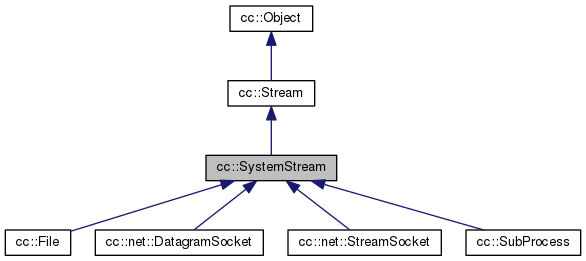 cc::Object
cc::Stream
cc::SystemStream
cc::File
cc::net::DatagramSocket
cc::net::StreamSocket
cc::SubProcess